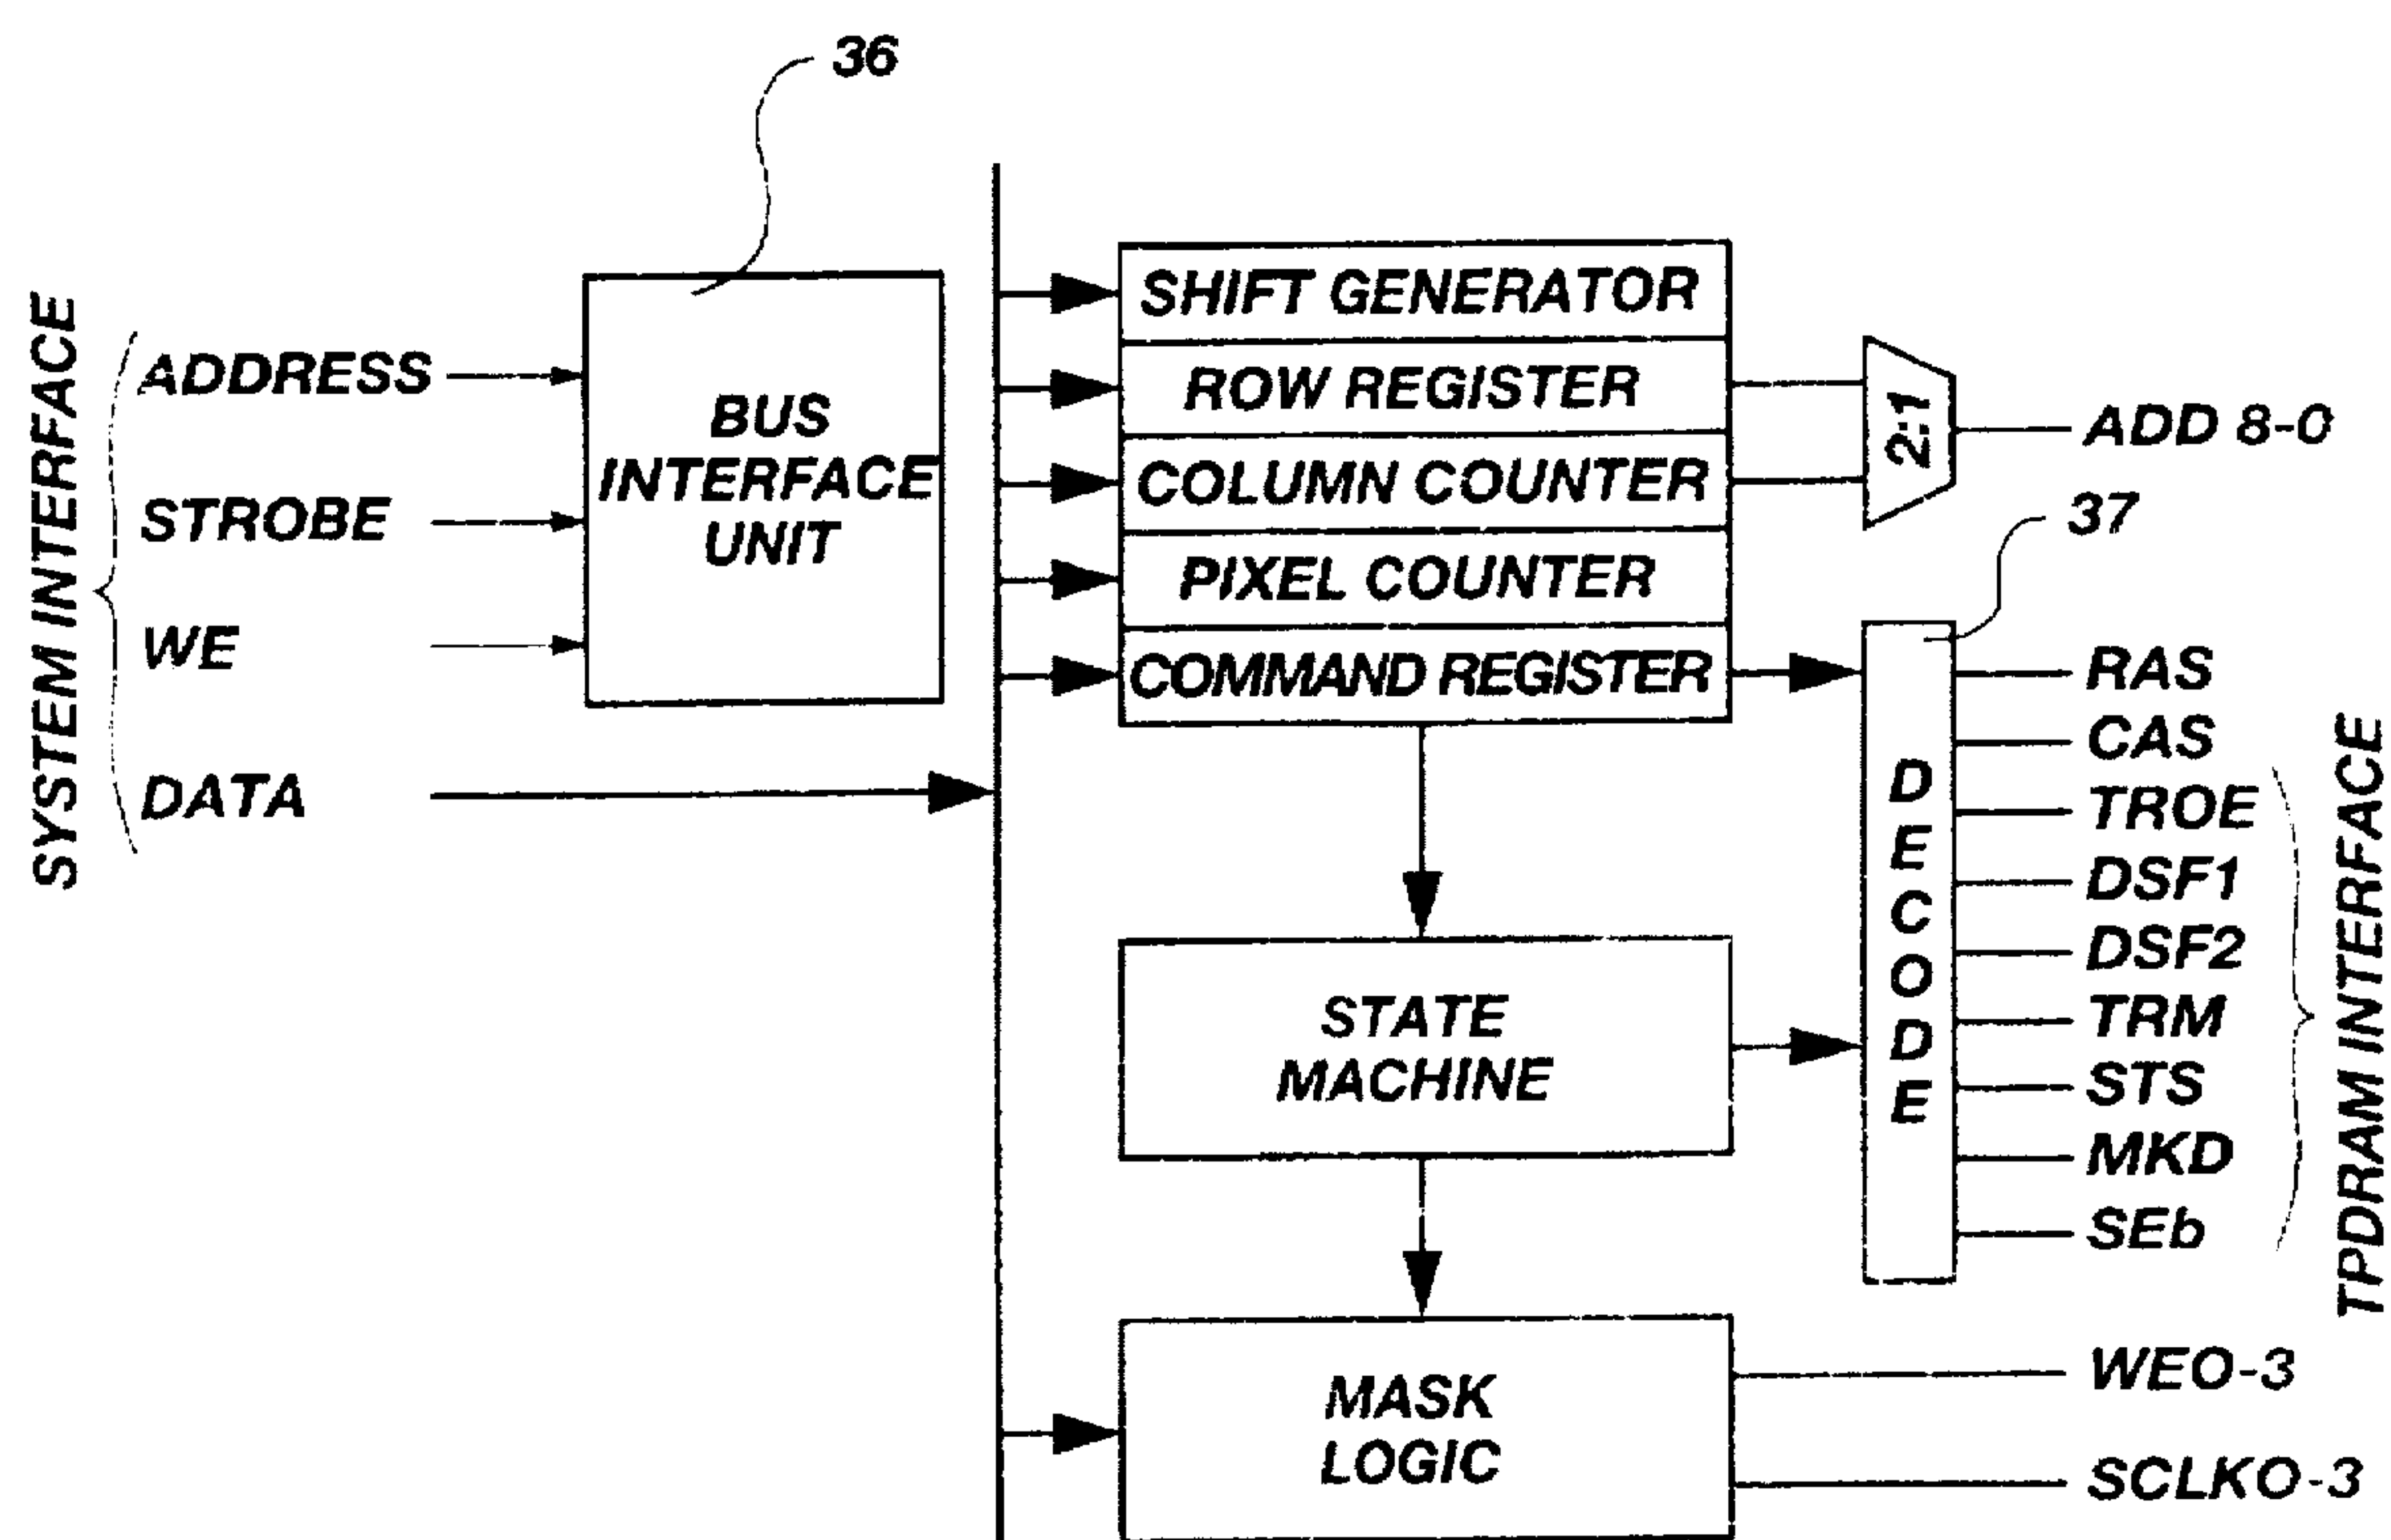 36
SYSTEM INTERFACE
ADDRESS
STROBE
WE
DATA
BUS
INTERFACE
UNIT
SHIFT GENERATOR
ROW REGISTER
COLUMN COUNTER
PIXEL COUNTER
COMMAND REGISTER
2:1
ADD 8-0
37
DECODE
RAS
CAS
TROE
DSF1
DSF2
TRM
STS
MKD
SEb
TPDRAM INTERFACE
STATE
MACHINE
MASK
LOGIC
WEO-3
SCLKO-3